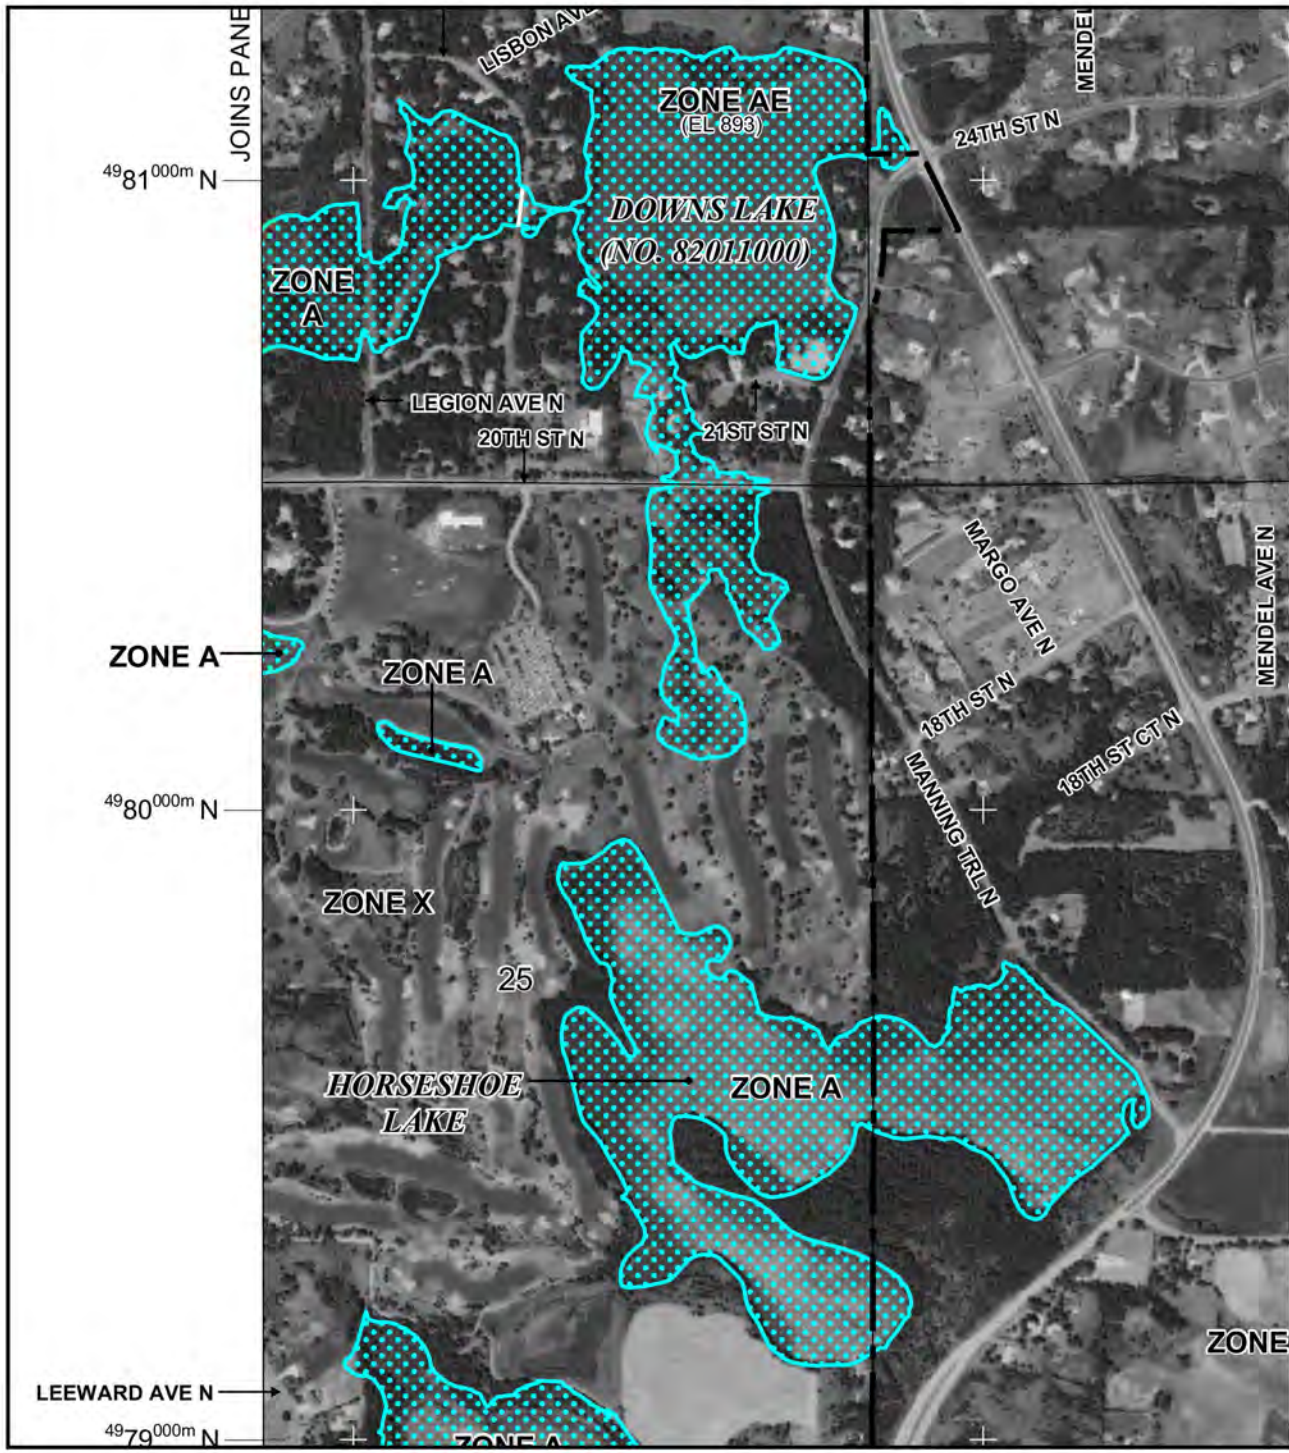 JOINS PANE
LISBON AVE
MENDEL
ZONE AE
(EL 893)
24TH ST N
4981000m N
DOWNS LAKE
(NO. 82011000)
ZONE
A
LEGION AVE N
20TH ST N
21ST ST N
MARGO AVE N
MENDEL AVE N
ZONE A
ZONE A
18TH ST N
18TH ST CT N
MANNING TRL N
4980000m N
ZONE X
25
HORSESHOE
LAKE
ZONE A
ZONE
LEEWARD AVE N
4979000m N
ZONE A